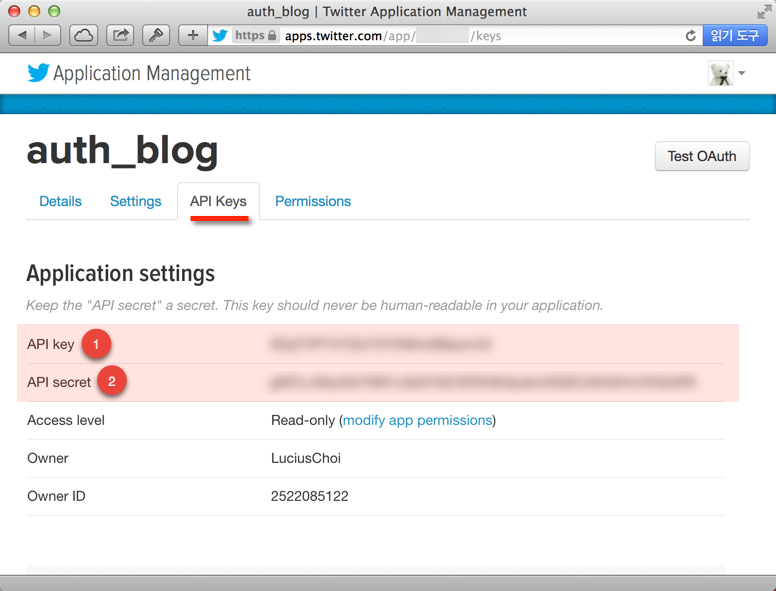 auth_blog | Twitter Application Management
https apps.twitter.com/app/ /keys
읽기 도구
Application Management
auth_blog
Test OAuth
Details Settings API Keys Permissions
Application settings
Keep the "API secret" a secret. This key should never be human-readable in your application.
API key 1
API secret 2
Access level Read-only (modify app permissions)
Owner LuciusChoi
Owner ID 2522085122